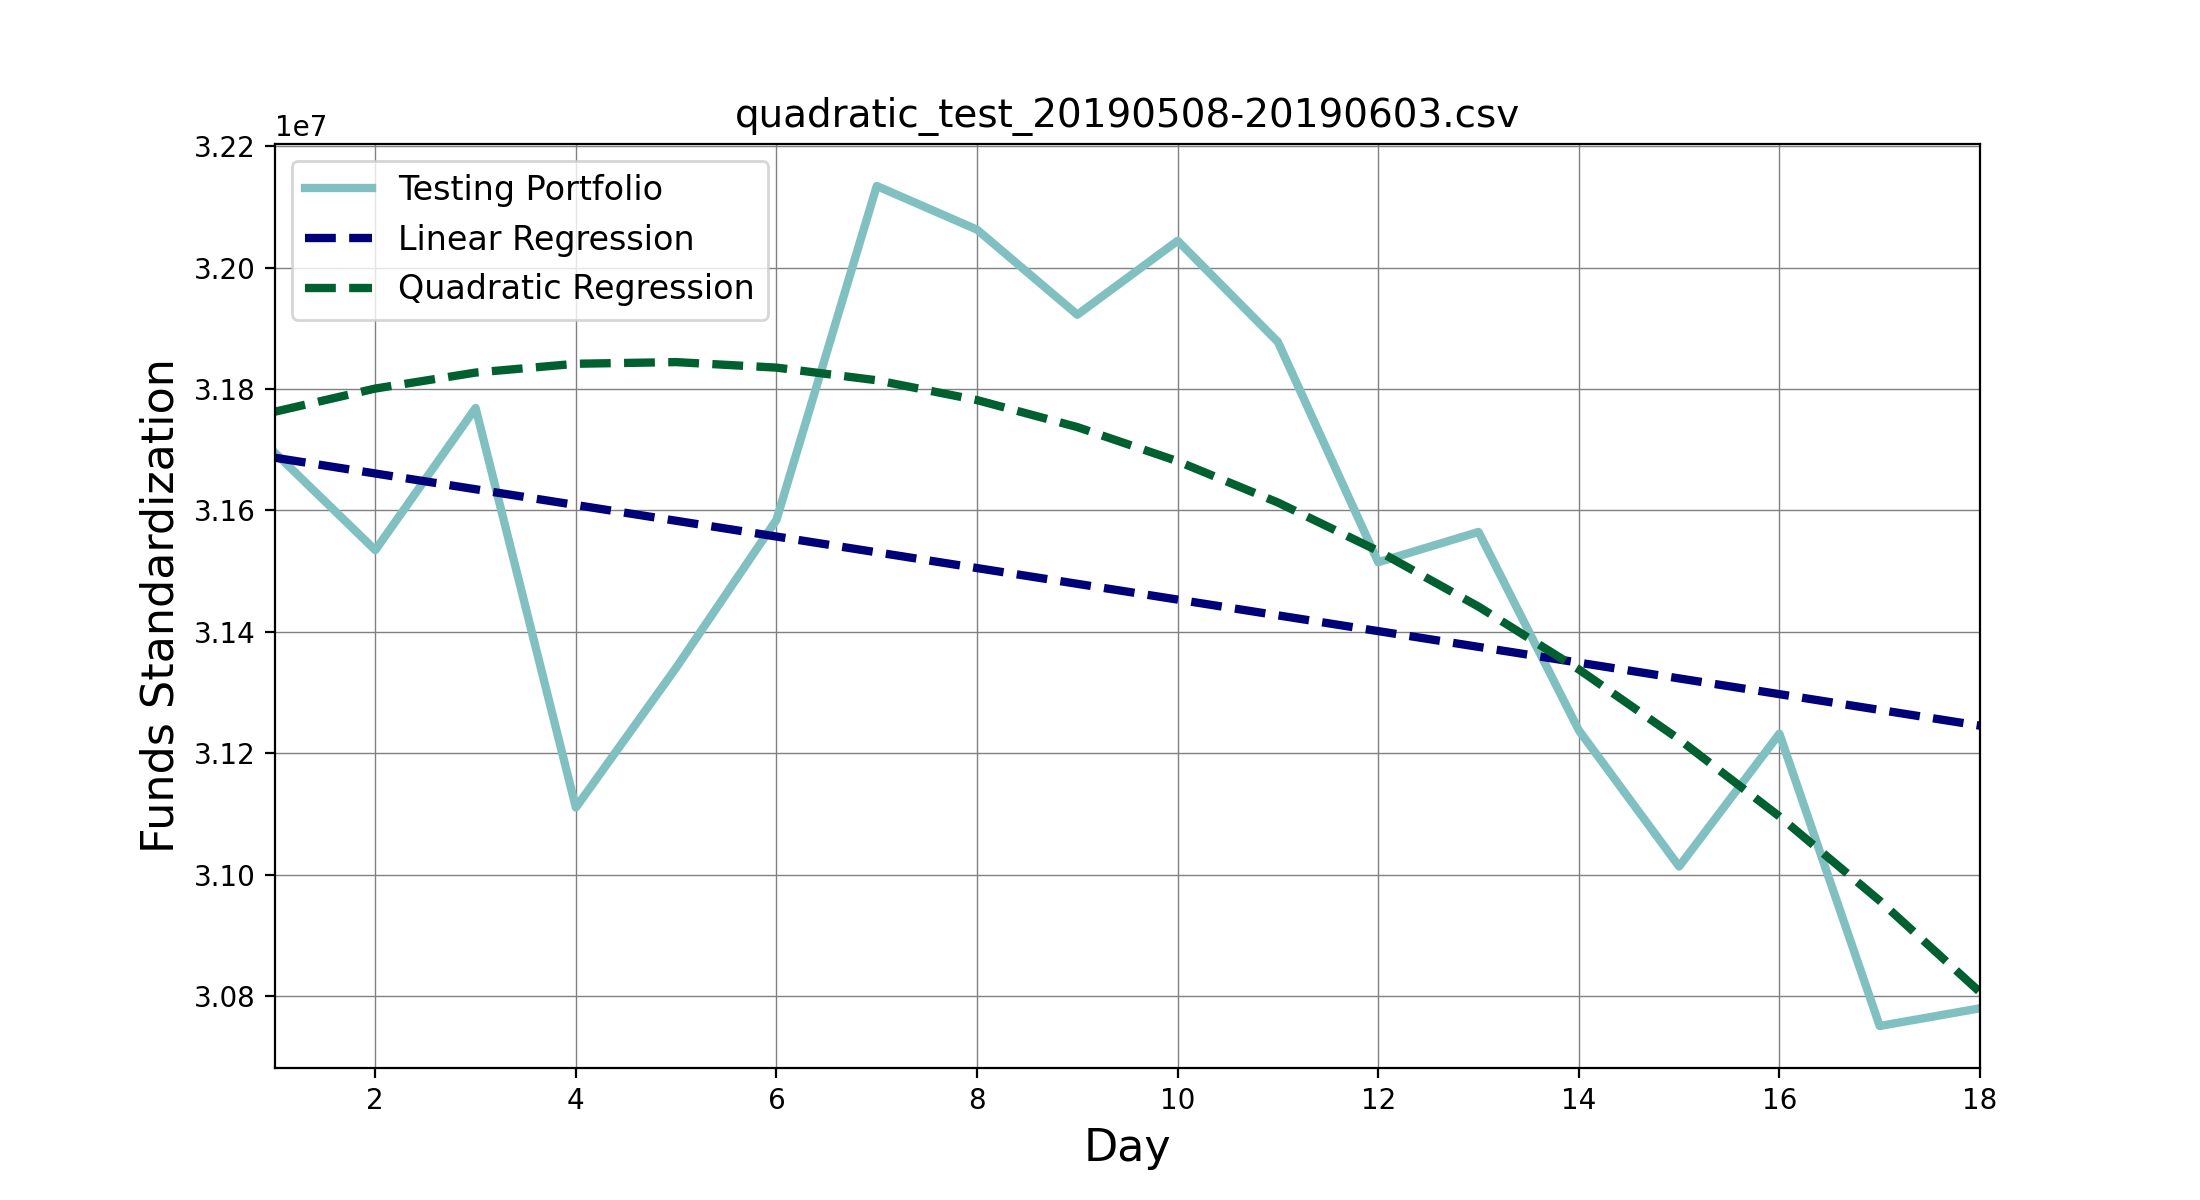 quadratic_test_20190508-20190603.csv
1e7
3.22
3.20
3.18
3.16
3.14
3.12
3.10
3.08
Funds Standardization
Testing Portfolio
Linear Regression
Quadratic Regression
2 4 6 8 10 12 14 16 18
Day